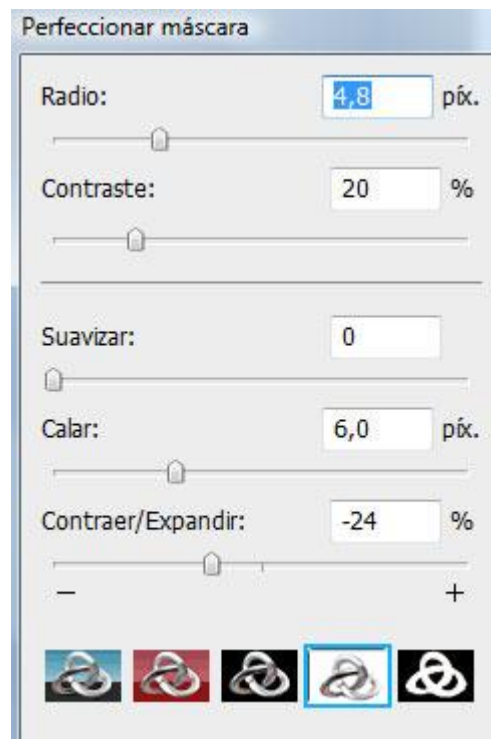 Perfeccionar máscara
Radio: 4,8 píx.
Contraste: 20 %
Suavizar: 0
Calar: 6,0 píx.
Contraer/Expandir: -24 %
− +